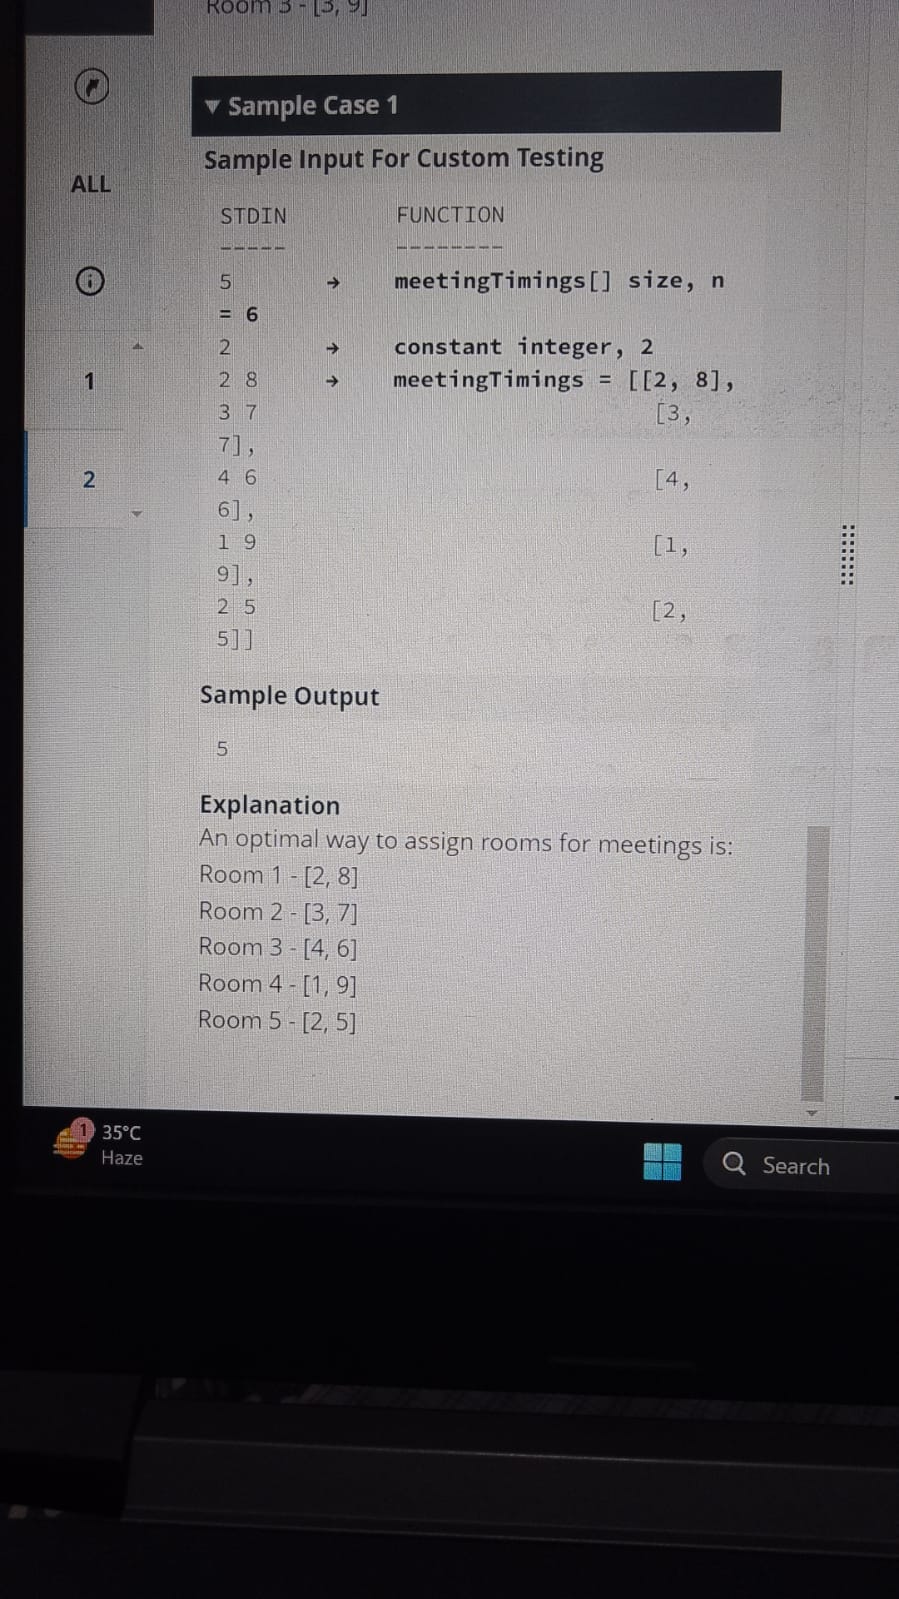 Room 3 - [3, 9]
▼ Sample Case 1
Sample Input For Custom Testing
ALL
STDIN FUNCTION
----- --------
5 → meetingTimings[] size, n
= 6
2 → constant integer, 2
2 8 → meetingTimings = [[2, 8],
3 7 [3,
7],
4 6 [4,
6],
1 9 [1,
9],
2 5 [2,
5]]
1
2
Sample Output
5
Explanation
An optimal way to assign rooms for meetings is:
Room 1 - [2, 8]
Room 2 - [3, 7]
Room 3 - [4, 6]
Room 4 - [1, 9]
Room 5 - [2, 5]
1
35°C
Haze
Search